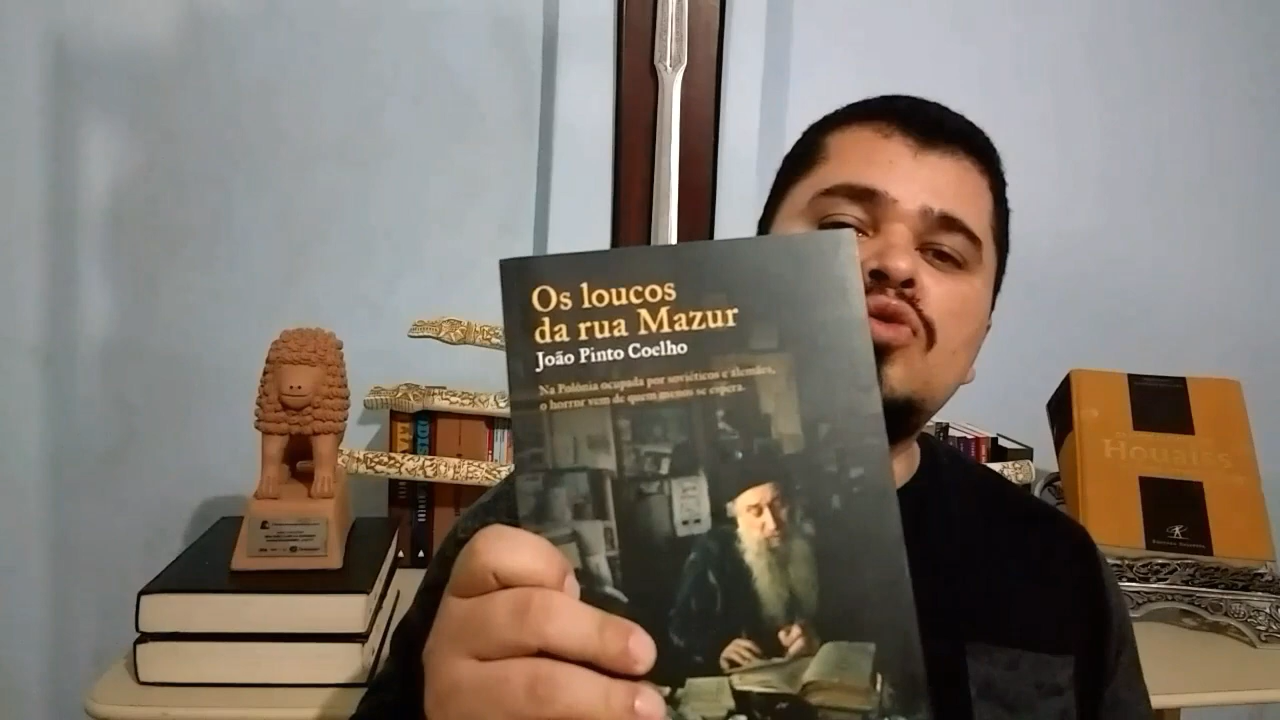 Os loucos
da rua Mazur
João Pinto Coelho
Na Polónia ocupada por soviéticos e alemães,
o horror vem de quem menos se espera.
Houaiss